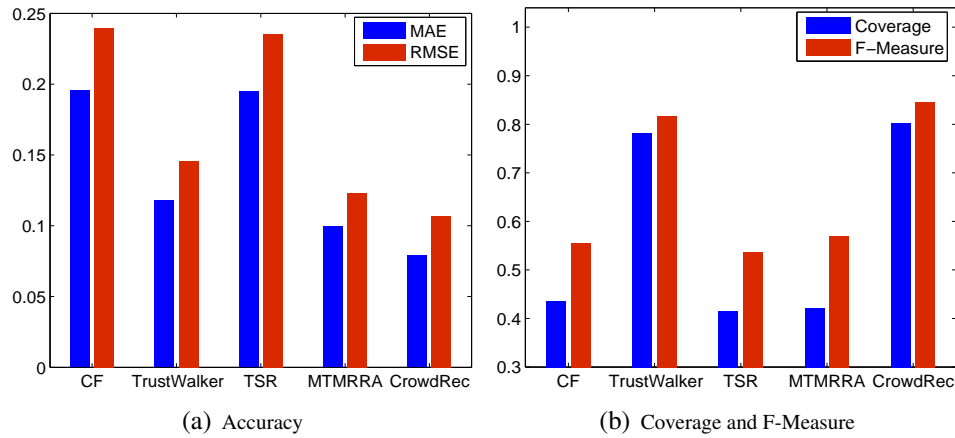 0.25
0.2
0.15
0.1
0.05
0
MAE
RMSE
CF TrustWalker TSR MTMRRA CrowdRec
(a) Accuracy
1
0.9
0.8
0.7
0.6
0.5
0.4
0.3
Coverage
F-Measure
CF TrustWalker TSR MTMRRA CrowdRec
(b) Coverage and F-Measure